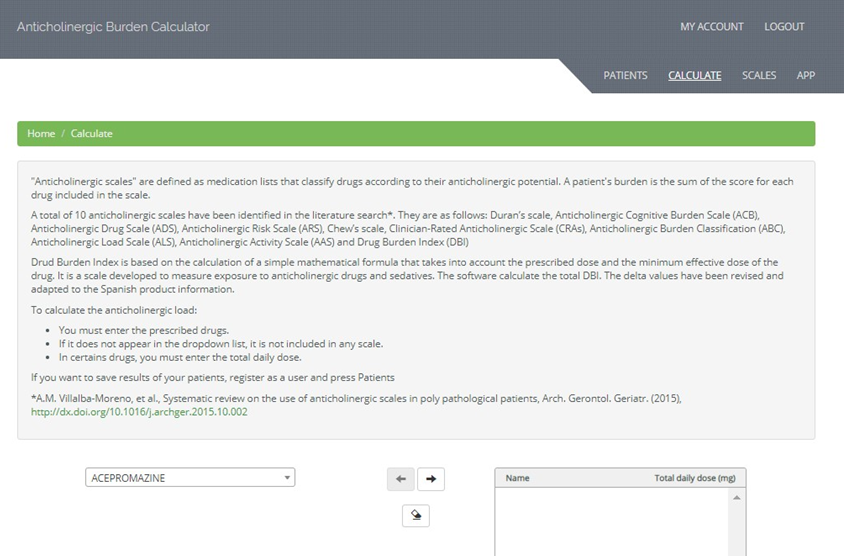 Anticholinergic Burden Calculator
MY ACCOUNT LOGOUT
PATIENTS CALCULATE SCALES APP
Home / Calculate
"Anticholinergic scales" are defined as medication lists that classify drugs according to their anticholinergic potential. A patient's burden is the sum of the score for each
drug included in the scale.
A total of 10 anticholinergic scales have been identified in the literature search*. They are as follows: Duran's scale, Anticholinergic Cognitive Burden Scale (ACB),
Anticholinergic Drug Scale (ADS), Anticholinergic Risk Scale (ARS), Chew's scale, Clinician-Rated Anticholinergic Scale (CRAs), Anticholinergic Burden Classification (ABC),
Anticholinergic Load Scale (ALS), Anticholinergic Activity Scale (AAS) and Drug Burden Index (DBI)
Drud Burden Index is based on the calculation of a simple mathematical formula that takes into account the prescribed dose and the minimum effective dose of the
drug. It is a scale developed to measure exposure to anticholinergic drugs and sedatives. The software calculate the total DBI. The delta values have been revised and
adapted to the Spanish product information.
To calculate the anticholinergic load:
• You must enter the prescribed drugs.
• If it does not appear in the dropdown list, it is not included in any scale.
• In certains drugs, you must enter the total daily dose.
If you want to save results of your patients, register as a user and press Patients
*A.M. Villalba-Moreno, et al., Systematic review on the use of anticholinergic scales in poly pathological patients, Arch. Gerontol. Geriatr. (2015),
http://dx.doi.org/10.1016/j.archger.2015.10.002
ACEPROMAZINE
Name Total daily dose (mg)